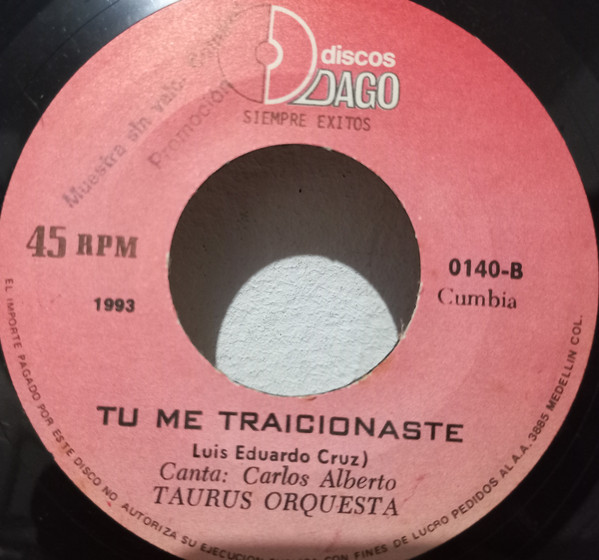 discos
DAGO
SIEMPRE EXITOS
Muestra sin valor
Promoción
45 RPM
0140-B
Cumbia
1993
TU ME TRAICIONASTE
Luis Eduardo Cruz)
Canta: Carlos Alberto
TAURUS ORQUESTA
EL IMPORTE PAGADO POR ESTE DISCO NO AUTORIZA SU EJECUCION CON FINES DE LUCRO PEDIDOS AL A.A. 3885 MEDELLIN COL.